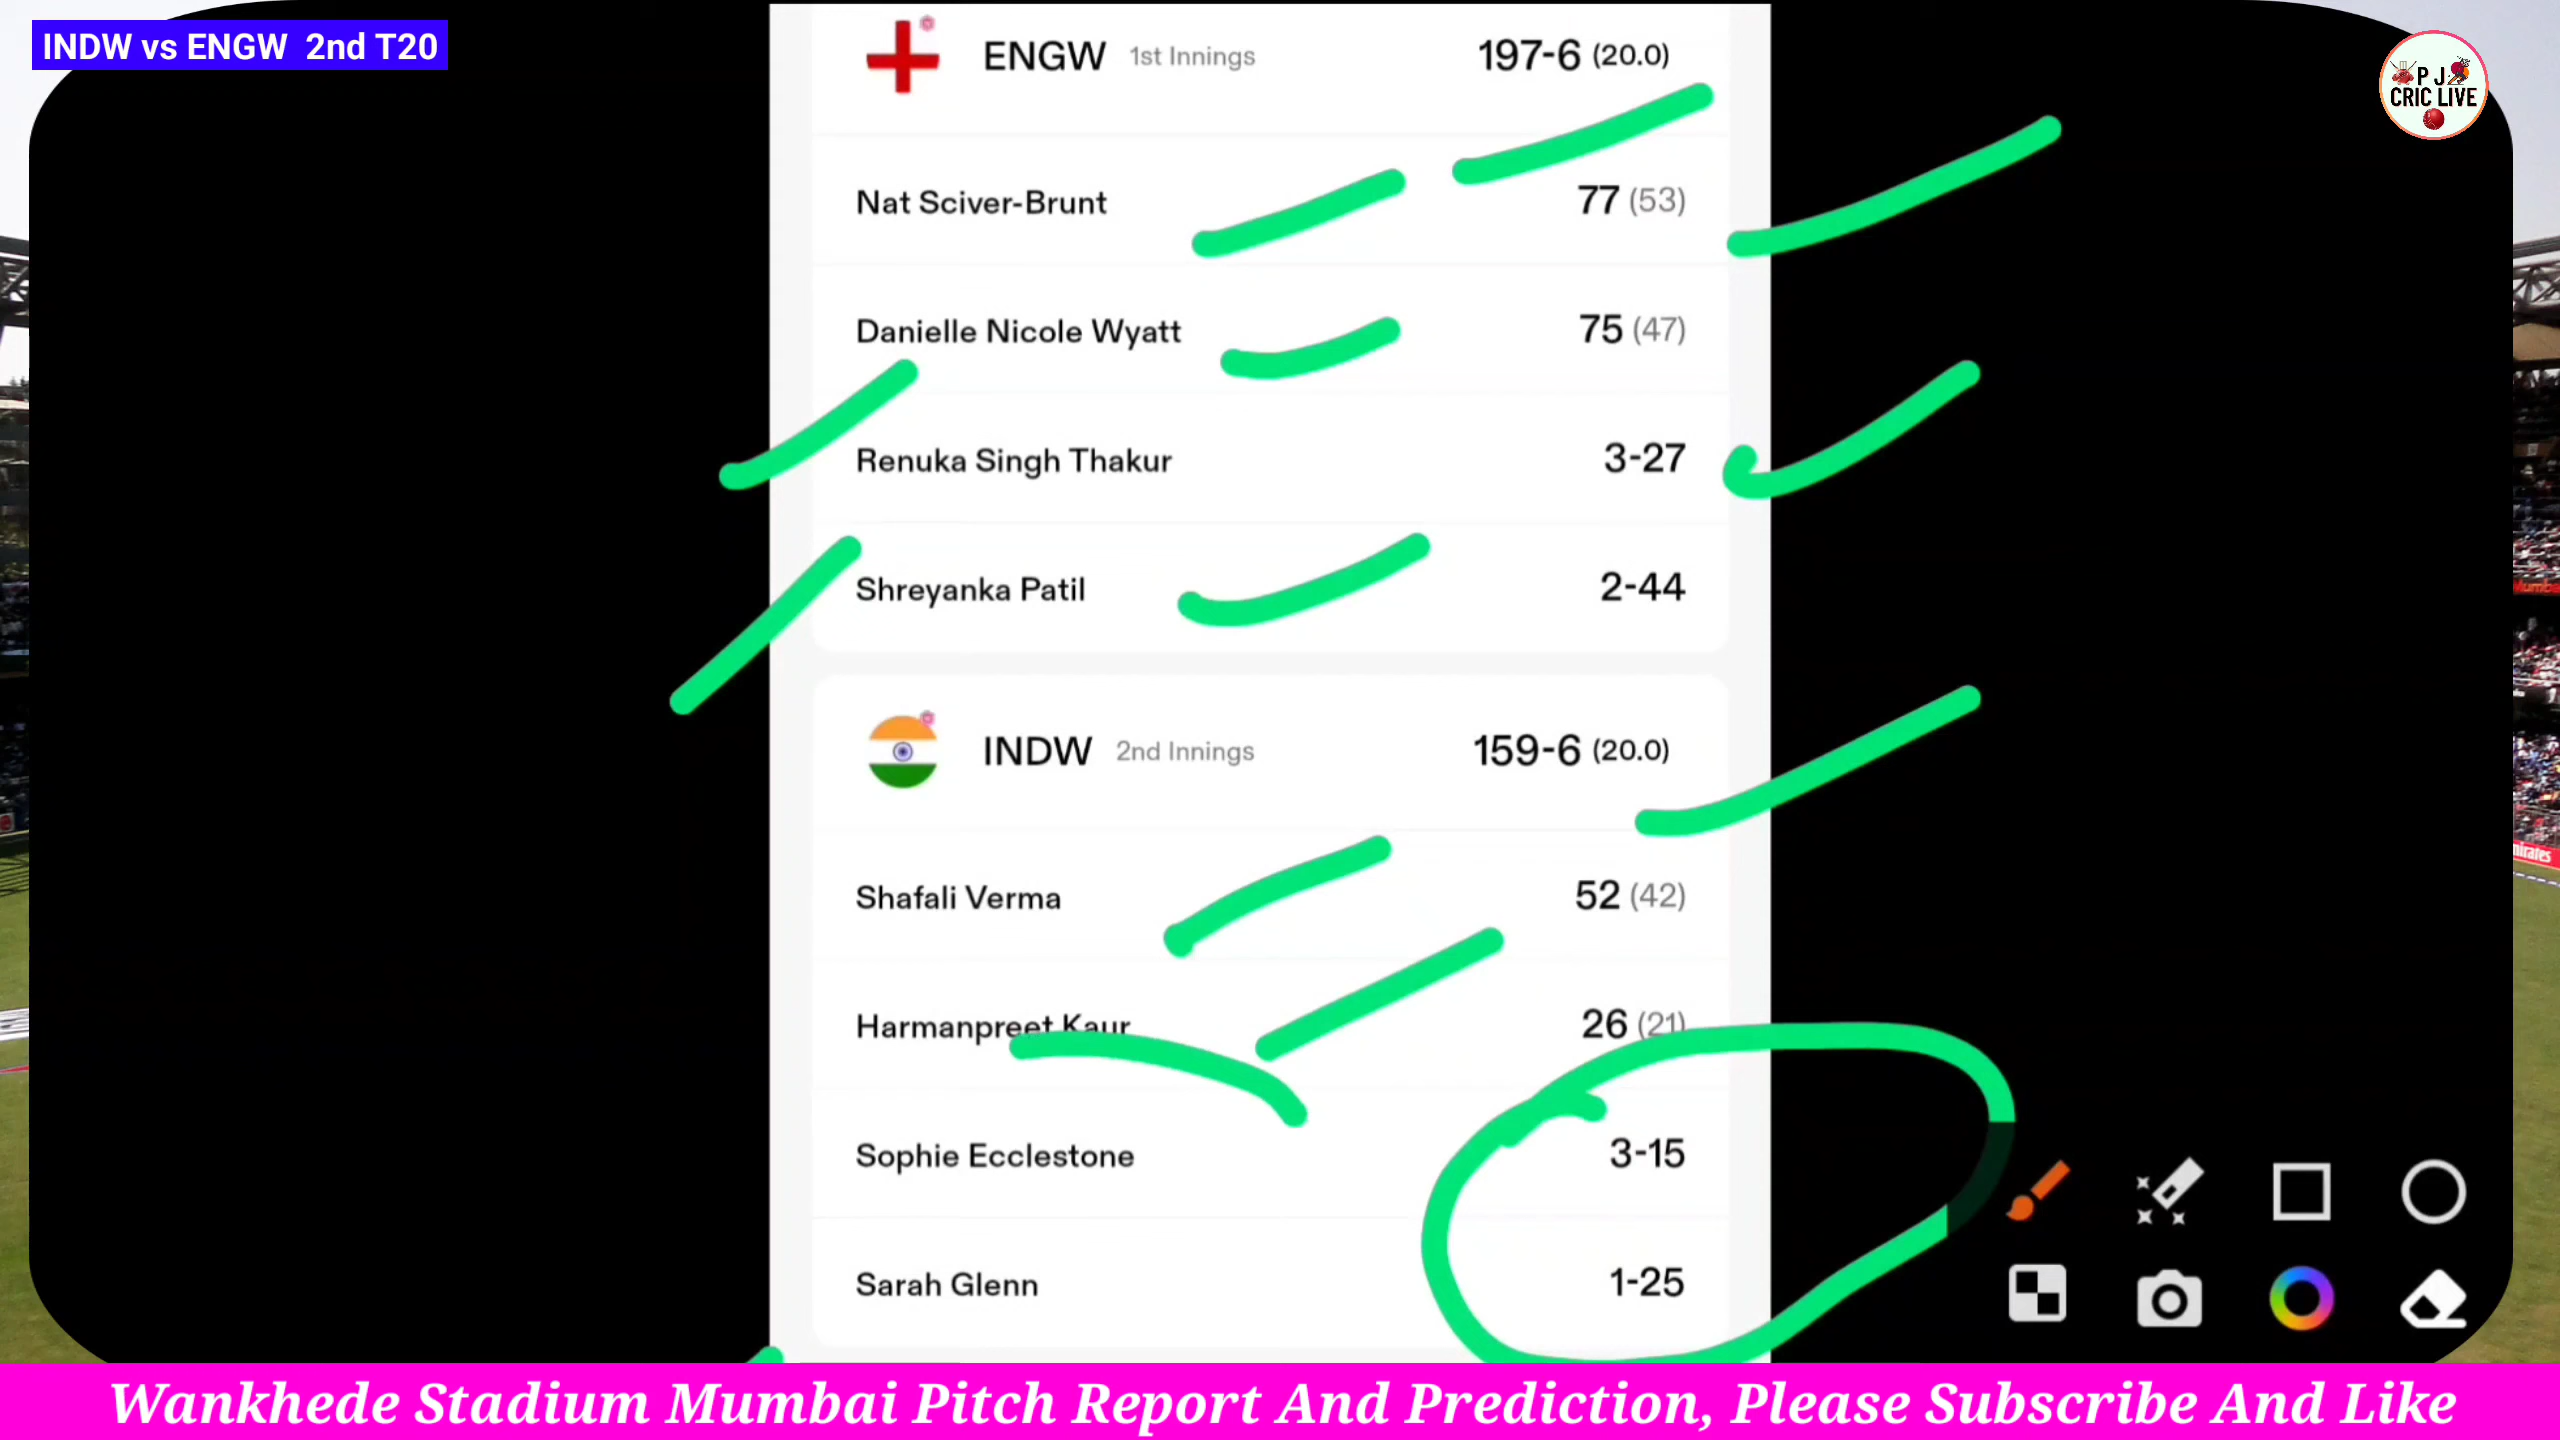 INDW vs ENGW 2nd T20
P J
CRIC LIVE
ENGW 1st Innings 197-6 (20.0)
Nat Sciver-Brunt 77 (53)
Danielle Nicole Wyatt 75 (47)
Renuka Singh Thakur 3-27
Shreyanka Patil 2-44
INDW 2nd Innings 159-6 (20.0)
Shafali Verma 52 (42)
Harmanpreet Kaur 26 (21)
Sophie Ecclestone 3-15
Sarah Glenn 1-25
Wankhede Stadium Mumbai Pitch Report And Prediction, Please Subscribe And Like